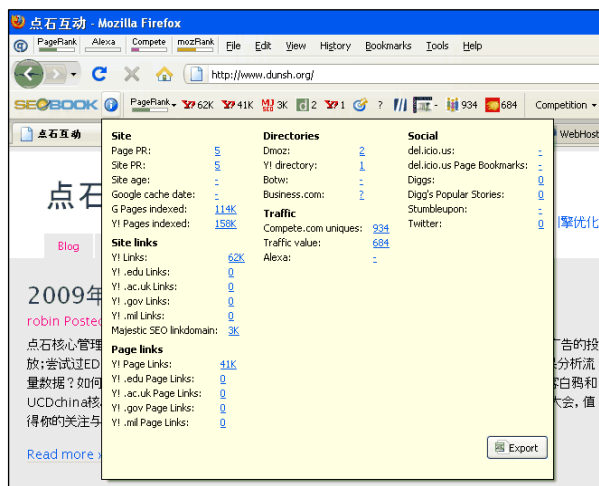 点石互动 - Mozilla Firefox
PageRank Alexa Compete mozRank File Edit View History Bookmarks Tools Help
http://www.dunsh.org/
SEOBOOK PageRank 62K 41K 3K 2 1 ? 934 684 Competition
点石互动 WebHost
Site
Page PR: 5
Site PR: 5
Site age: -
Google cache date: -
G Pages indexed: 114K
Y! Pages indexed: 158K
Site links
Y! Links: 62K
Y! .edu Links: 0
Y! .ac.uk Links: 0
Y! .gov Links: 0
Y! .mil Links: 0
Majestic SEO linkdomain: 3K
Page links
Y! Page Links: 41K
Y! .edu Page Links: 0
Y! .ac.uk Page Links: 0
Y! .gov Page Links: 0
Y! .mil Page Links: 0
Directories
Dmoz: 2
Y! directory: 1
Botw: -
Business.com: ?
Traffic
Compete.com uniques: 934
Traffic value: 684
Alexa: -
Social
del.icio.us: -
del.icio.us Page Bookmarks: -
Diggs: 0
Digg's Popular Stories: 0
Stumbleupon: -
Twitter: 0
Export
点石
擎优化
Blog
2009年
robin Posted
点石核心管理
告的投
放;尝试过ED
分析流
量数据?如何
白鸦和
UCDchina核
大会,值
得你的关注与
Read more